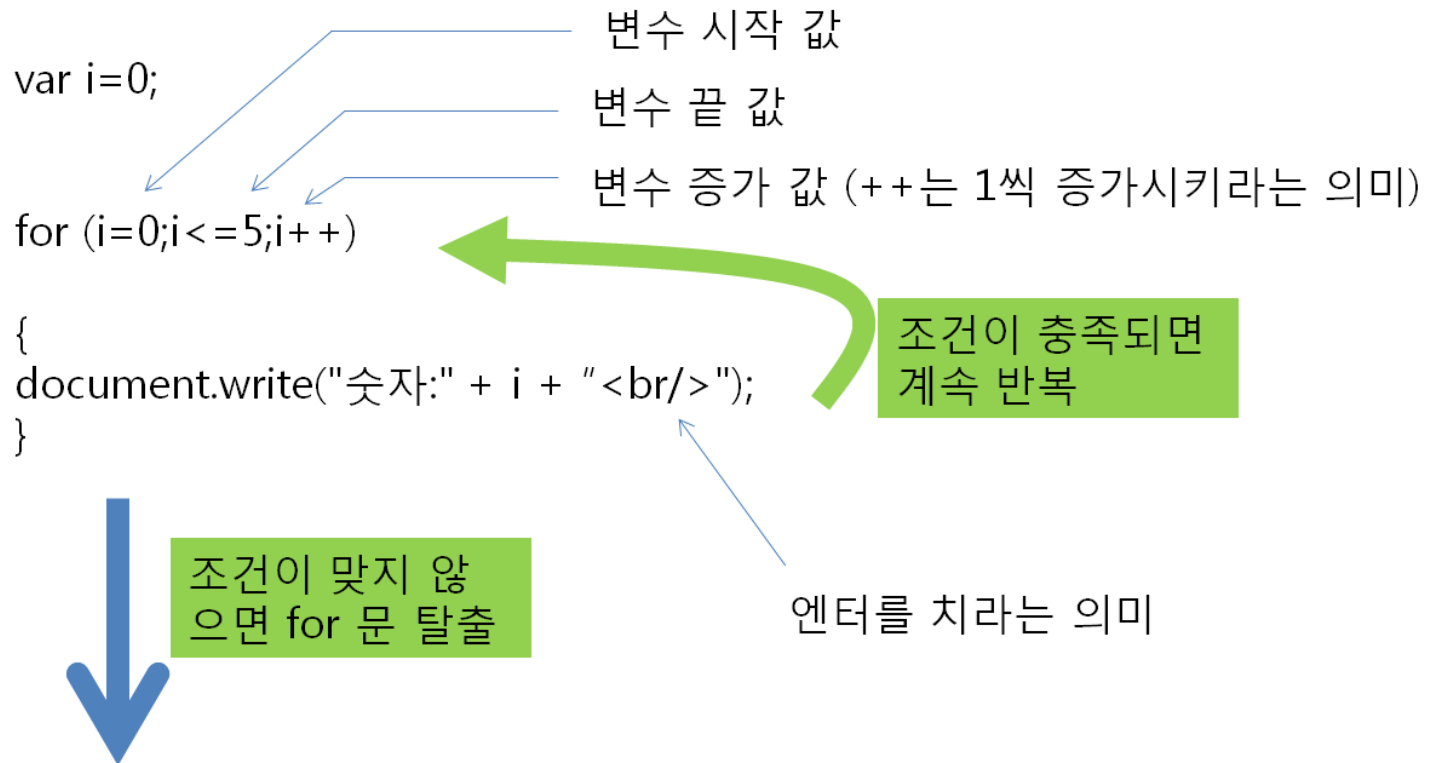 변수 시작 값
var i=0;
변수 끝 값
변수 증가 값 (++는 1씩 증가시키라는 의미)
for (i=0;i<=5;i++)
{
document.write("숫자:" + i + “<br/>");
}
조건이 충족되면
계속 반복
조건이 맞지 않
으면 for 문 탈출
엔터를 치라는 의미